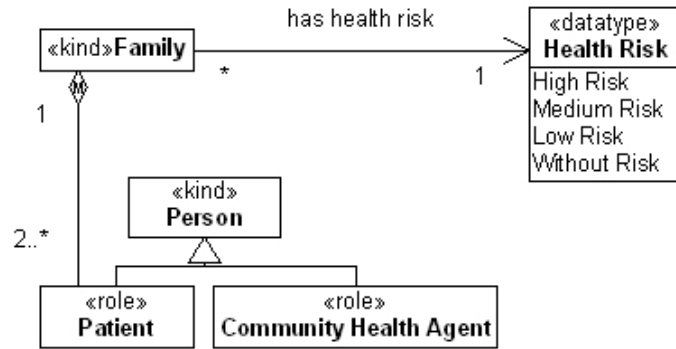 has health risk
«datatype»
Health Risk
«kind»Family
*
1
High Risk
Medium Risk
Low Risk
Without Risk
M
1
«kind»
Person
2..*
«role»
Patient
«role»
Community Health Agent